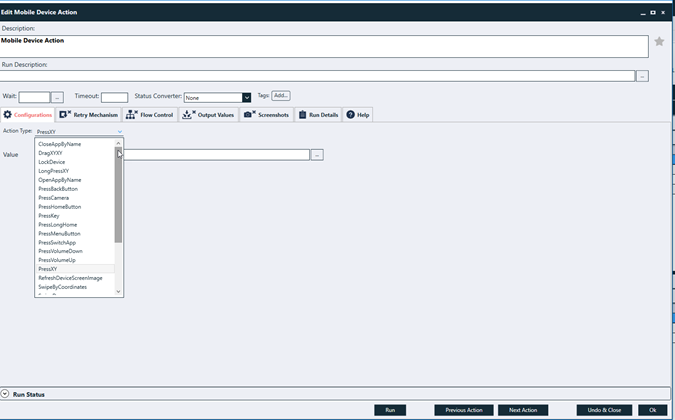 Edit Mobile Device Action
Description:
Mobile Device Action
Run Description:
...
Wait: ... Timeout: Status Converter: None Tags: Add...
Configurations Retry Mechanism Flow Control Output Values Screenshots Run Details Help
Action Type: PressXY
Value ...
CloseAppByName
DragXYXY
LockDevice
LongPressXY
OpenAppByName
PressBackButton
PressCamera
PressHomeButton
PressKey
PressLongHome
PressMenuButton
PressSwitchApp
PressVolumeDown
PressVolumeUp
PressXY
RefreshDeviceScreenImage
SwipeByCoordinates
Run Status
Run Previous Action Next Action Undo & Close Ok